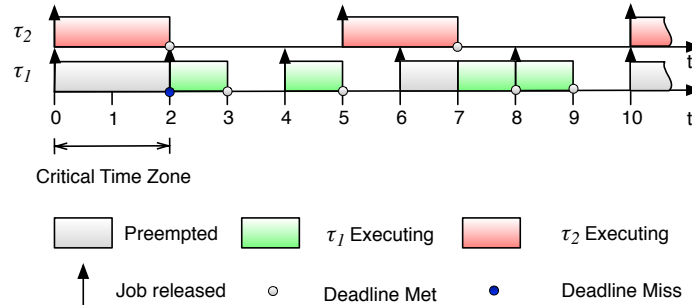 τ2
t
τ1
0 1 2 3 4 5 6 7 8 9 10 t
Critical Time Zone
Preempted τ1 Executing τ2 Executing
Job released Deadline Met Deadline Miss